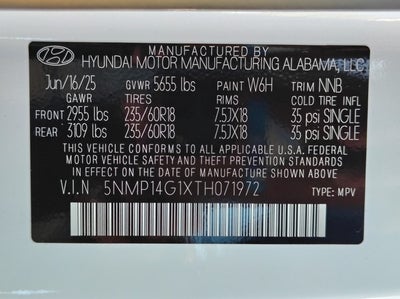 MANUFACTURED BY
HYUNDAI MOTOR MANUFACTURING ALABAMA, LLC.
Jun/16/25 GVWR 5655 lbs PAINT W6H TRIM NNB
GAWR TIRES RIMS
FRONT 2955 lbs 235/60R18 7.5JX18 35 psi SINGLE
REAR 3109 lbs 235/60R18 7.5JX18 35 psi SINGLE
THIS VEHICLE CONFORMS TO ALL APPLICABLE U.S.A. FEDERAL
MOTOR VEHICLE SAFETY AND THEFT PREVENTION STANDARDS
IN EFFECT ON THE DATE OF MANUFACTURE SHOWN ABOVE.
V.I.N 5NMP14G1XTH071972 TYPE: MPV